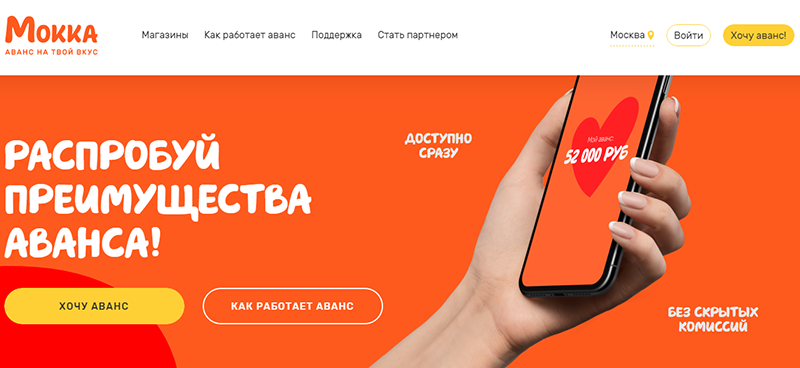 Мокка
АВАНС НА ТВОЙ ВКУС
Магазины
Как работает аванс
Поддержка
Стать партнером
Москва
Войти
Хочу аванс!
РАСПРОБУЙ
ПРЕИМУЩЕСТВА
АВАНСА!
ХОЧУ АВАНС
КАК РАБОТАЕТ АВАНС
ДОСТУПНО
СРАЗУ
Мой аванс:
52 000 РУБ
БЕЗ СКРЫТЫХ
КОМИССИЙ